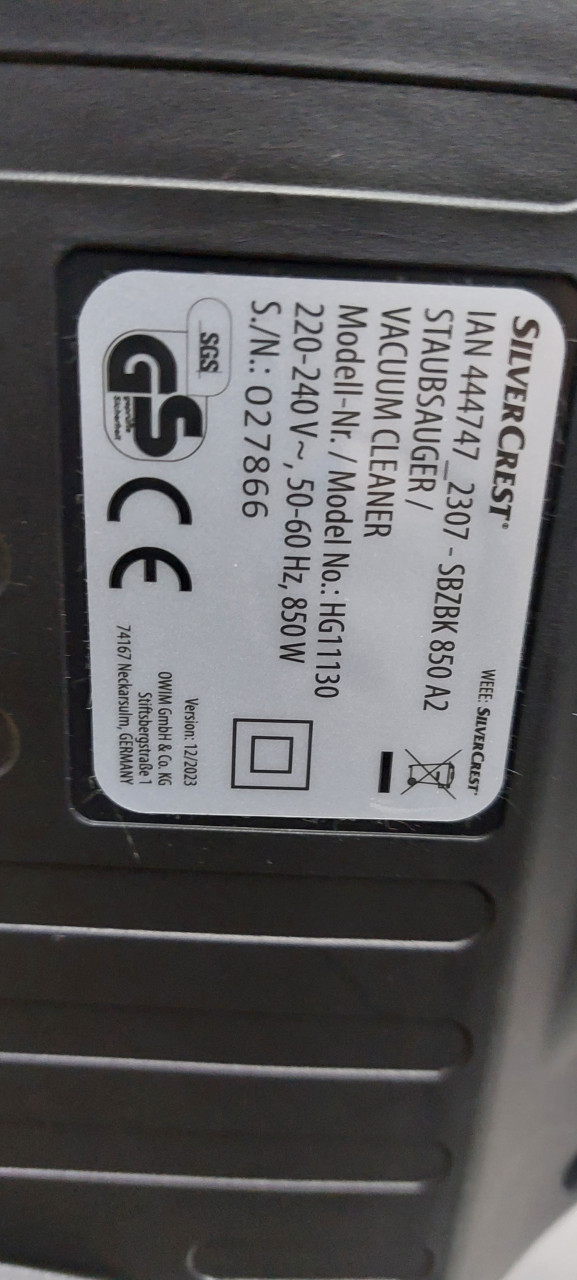 SILVERCREST®
IAN 444747_2307 - SBZBK 850 A2
STAUBSAUGER /
VACUUM CLEANER
Modell-Nr. / Model No.: HG11130
220-240 V~, 50-60 Hz, 850 W
S./N.: 027866
WEEE: SILVERCREST®
SGS
GS
geprüfte
Sicherheit
CE
Version: 12/2023
OWIM GmbH & Co. KG
Stiftsbergstraße 1
74167 Neckarsulm, GERMANY